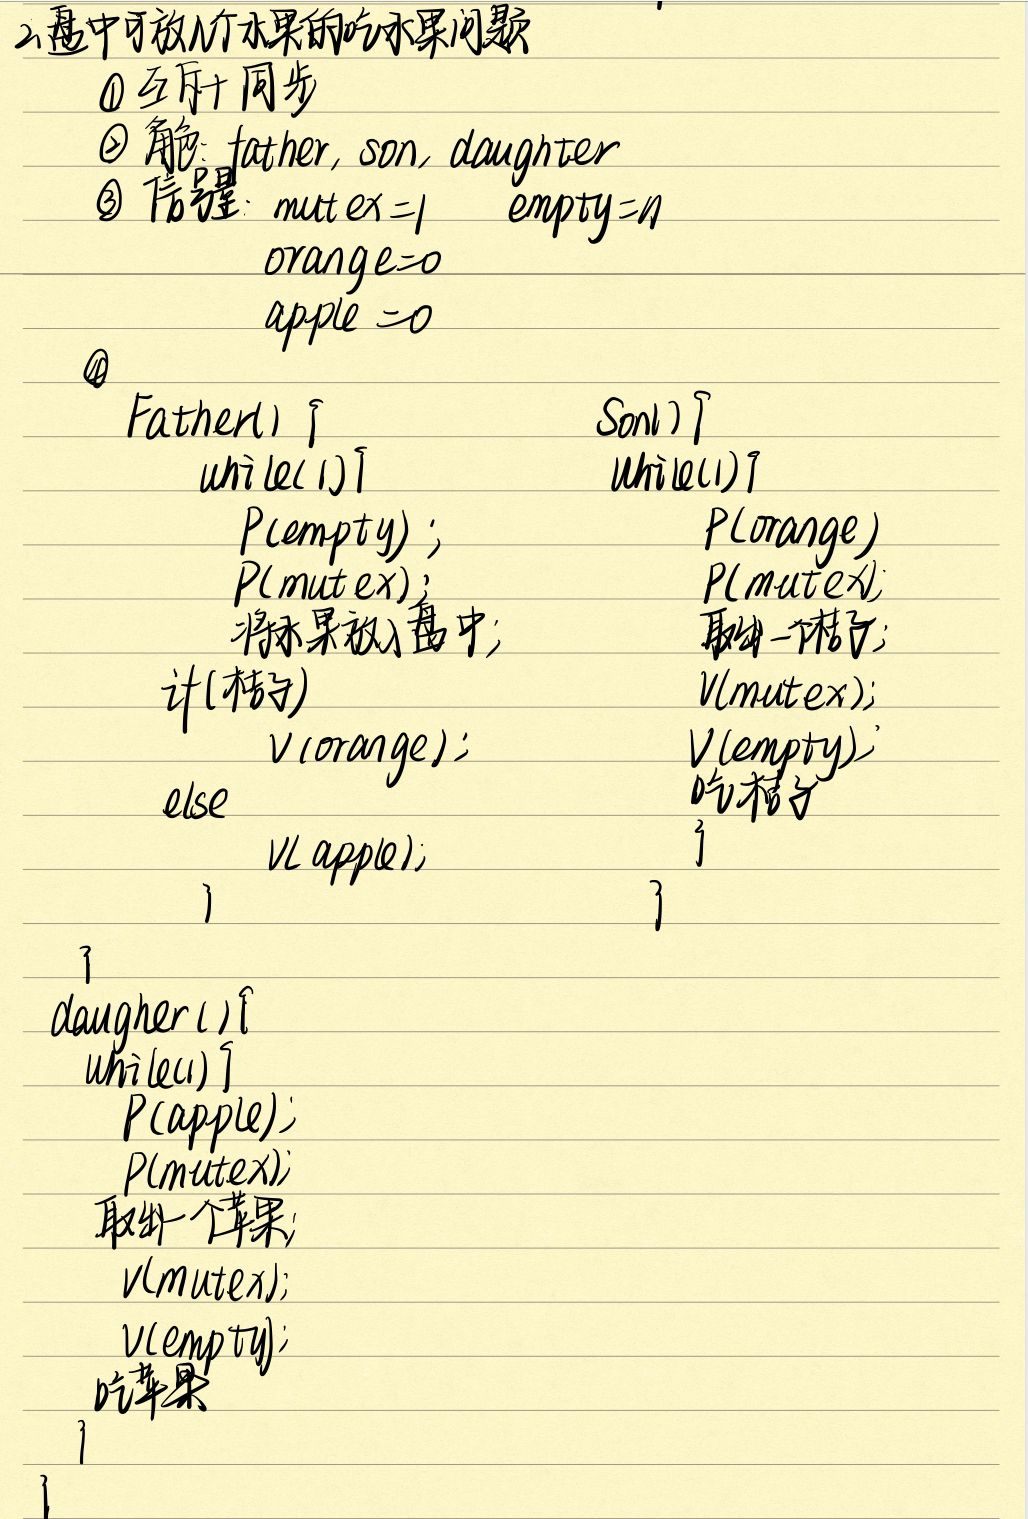 2、盘中可放N个水果的吃水果问题
① 互斥+同步
② 角色: father, son, daughter
③ 信号量: mutex=1 empty=n
orange=0
apple =0
④
Father() {
while(1){
P(empty);
P(mutex);
将水果放入盘中;
if(桔子)
V(orange);
else
V(apple);
}
}
Son(){
while(1){
P(orange)
P(mutex);
取出一个桔子;
V(mutex);
V(empty);
吃桔子
}
}
daugher(){
while(1){
P(apple);
P(mutex);
取出一个苹果;
V(mutex);
V(empty);
吃苹果
}
}